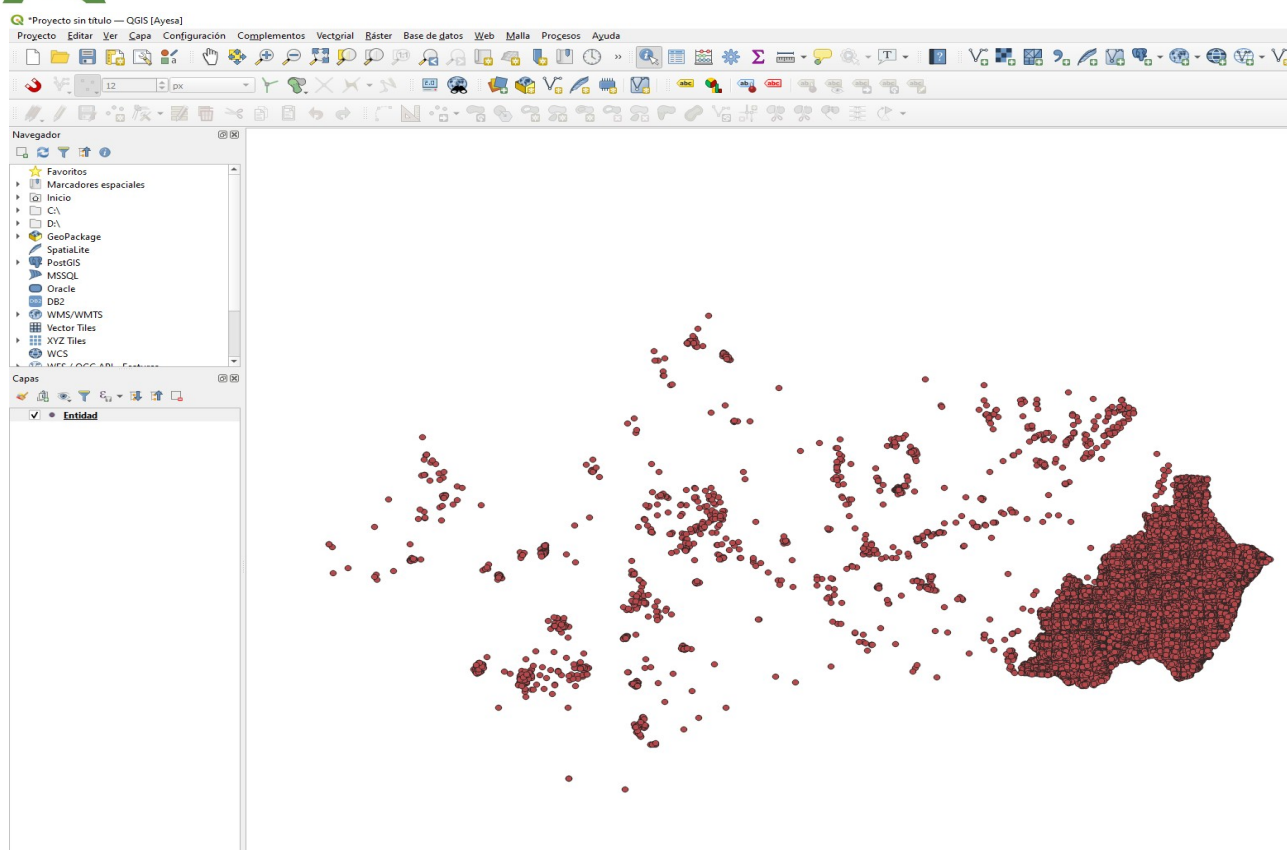 *Proyecto sin título — QGIS [Ayesa]
Proyecto Editar Ver Capa Configuración Complementos Vectorial Ráster Base de datos Web Malla Procesos Ayuda
12 px
Navegador
Favoritos
Marcadores espaciales
Inicio
C:\
D:\
GeoPackage
SpatiaLite
PostGIS
MSSQL
Oracle
DB2
WMS/WMTS
Vector Tiles
XYZ Tiles
WCS
Capas
Entidad